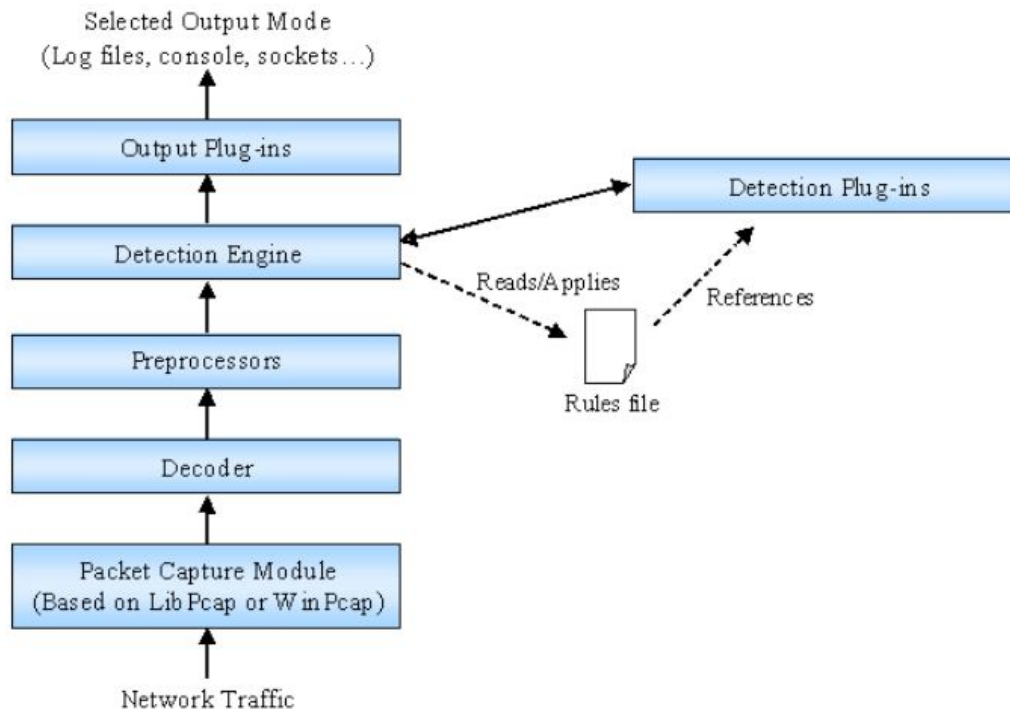 Selected Output Mode
(Log files, console, sockets…)
Output Plug-ins
Detection Plug-ins
Detection Engine
Reads/Applies
References
Preprocessors
Rules file
Decoder
Packet Capture Module
(Based on LibPcap or WinPcap)
Network Traffic